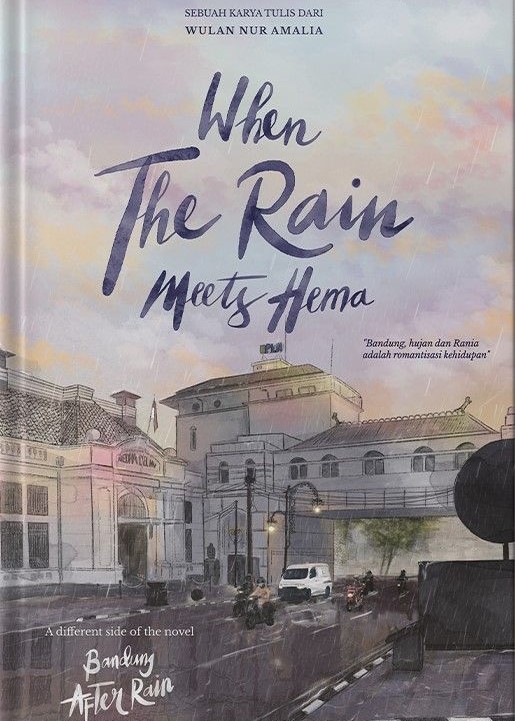 SEBUAH KARYA TULIS DARI
WULAN NUR AMALIA
When
The Rain
Meets Hema
"Bandung, hujan dan Rania
adalah romantisasi kehidupan"
PLN
A different side of the novel
Bandung
AFTER RAIN